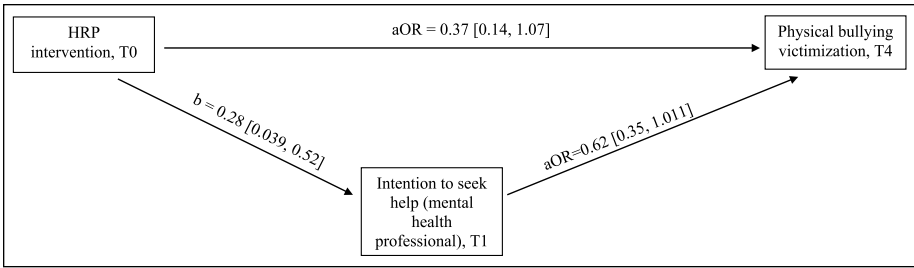 HRP
intervention, T0
aOR = 0.37 [0.14, 1.07]
Physical bullying
victimization, T4
b = 0.28 [0.039, 0.52]
aOR=0.62 [0.35, 1.011]
Intention to seek
help (mental
health
professional), T1